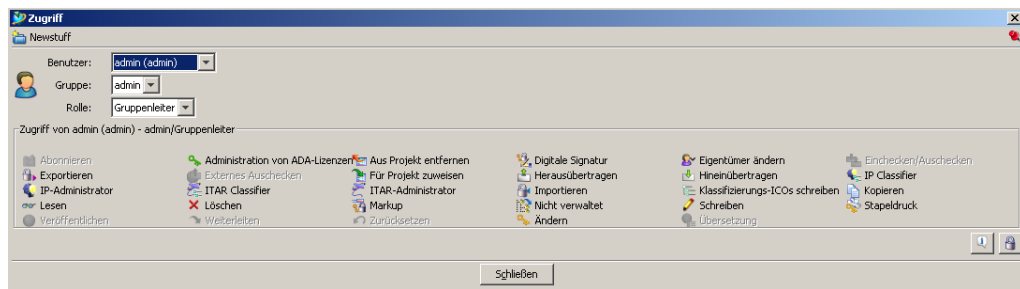 Zugriff
Newstuff
Benutzer: admin (admin)
Gruppe: admin
Rolle: Gruppenleiter
Zugriff von admin (admin) - admin/Gruppenleiter
Abonnieren Administration von ADA-Lizenzen Aus Projekt entfernen Digitale Signatur Eigentümer ändern Einchecken/Auschecken
Exportieren Externes Auschecken Für Projekt zuweisen Herausübertragen Hineinübertragen IP Classifier
IP-Administrator ITAR Classifier ITAR-Administrator Importieren Klassifizierungs-ICOs schreiben Kopieren
Lesen Löschen Markup Nicht verwaltet Schreiben Stapeldruck
Veröffentlichen Weiterleiten Zurücksetzen Ändern Übersetzung
Schließen